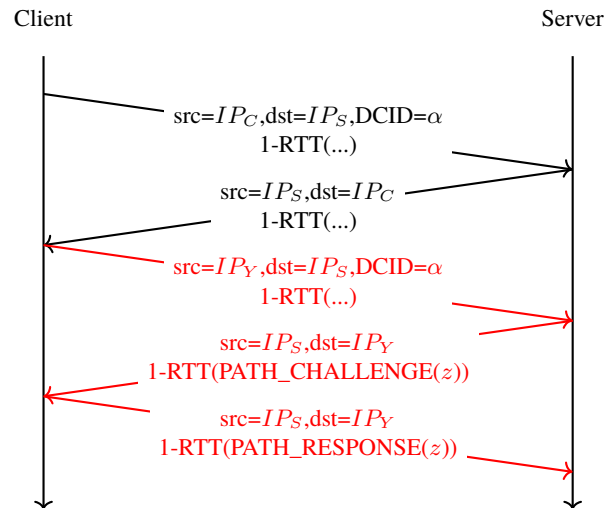 Client Server
src=IP_C,dst=IP_S,DCID=α
1-RTT(...)
src=IP_S,dst=IP_C
1-RTT(...)
src=IP_Y,dst=IP_S,DCID=α
1-RTT(...)
src=IP_S,dst=IP_Y
1-RTT(PATH_CHALLENGE(z))
src=IP_S,dst=IP_Y
1-RTT(PATH_RESPONSE(z))